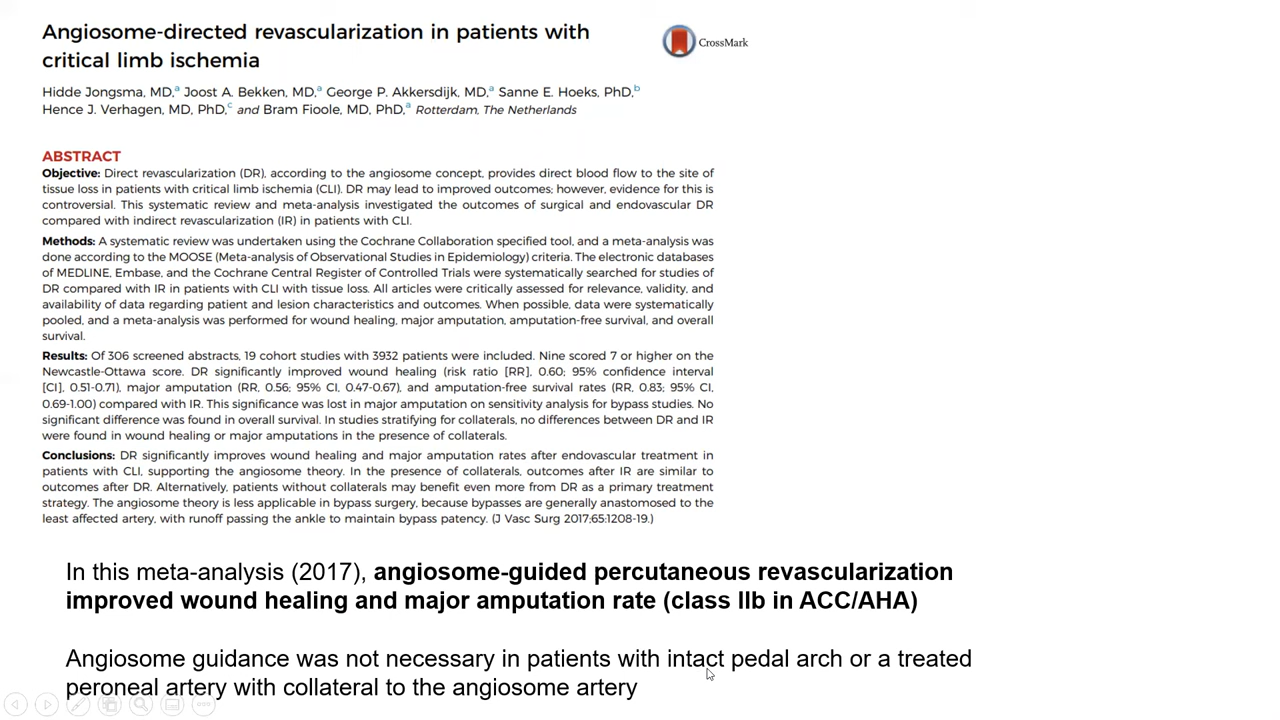 Angiosome-directed revascularization in patients with
critical limb ischemia
CrossMark
Hidde Jongsma, MD,a Joost A. Bekken, MD,a George P. Akkersdijk, MD,a Sanne E. Hoeks, PhD,b
Hence J. Verhagen, MD, PhD,c and Bram Fioole, MD, PhD,a Rotterdam, The Netherlands
ABSTRACT
Objective: Direct revascularization (DR), according to the angiosome concept, provides direct blood flow to the site of
tissue loss in patients with critical limb ischemia (CLI). DR may lead to improved outcomes; however, evidence for this is
controversial. This systematic review and meta-analysis investigated the outcomes of surgical and endovascular DR
compared with indirect revascularization (IR) in patients with CLI.
Methods: A systematic review was undertaken using the Cochrane Collaboration specified tool, and a meta-analysis was
done according to the MOOSE (Meta-analysis of Observational Studies in Epidemiology) criteria. The electronic databases
of MEDLINE, Embase, and the Cochrane Central Register of Controlled Trials were systematically searched for studies of
DR compared with IR in patients with CLI with tissue loss. All articles were critically assessed for relevance, validity, and
availability of data regarding patient and lesion characteristics and outcomes. When possible, data were systematically
pooled, and a meta-analysis was performed for wound healing, major amputation, amputation-free survival, and overall
survival.
Results: Of 306 screened abstracts, 19 cohort studies with 3932 patients were included. Nine scored 7 or higher on the
Newcastle-Ottawa score. DR significantly improved wound healing (risk ratio [RR], 0.60; 95% confidence interval
[CI], 0.51-0.71), major amputation (RR, 0.56; 95% CI, 0.47-0.67), and amputation-free survival rates (RR, 0.83; 95% CI,
0.69-1.00) compared with IR. This significance was lost in major amputation on sensitivity analysis for bypass studies. No
significant difference was found in overall survival. In studies stratifying for collaterals, no differences between DR and IR
were found in wound healing or major amputations in the presence of collaterals.
Conclusions: DR significantly improves wound healing and major amputation rates after endovascular treatment in
patients with CLI, supporting the angiosome theory. In the presence of collaterals, outcomes after IR are similar to
outcomes after DR. Alternatively, patients without collaterals may benefit even more from DR as a primary treatment
strategy. The angiosome theory is less applicable in bypass surgery, because bypasses are generally anastomosed to the
least affected artery, with runoff passing the ankle to maintain bypass patency. (J Vasc Surg 2017;65:1208-19.)
In this meta-analysis (2017), angiosome-guided percutaneous revascularization
improved wound healing and major amputation rate (class IIb in ACC/AHA)
Angiosome guidance was not necessary in patients with intact pedal arch or a treated
peroneal artery with collateral to the angiosome artery